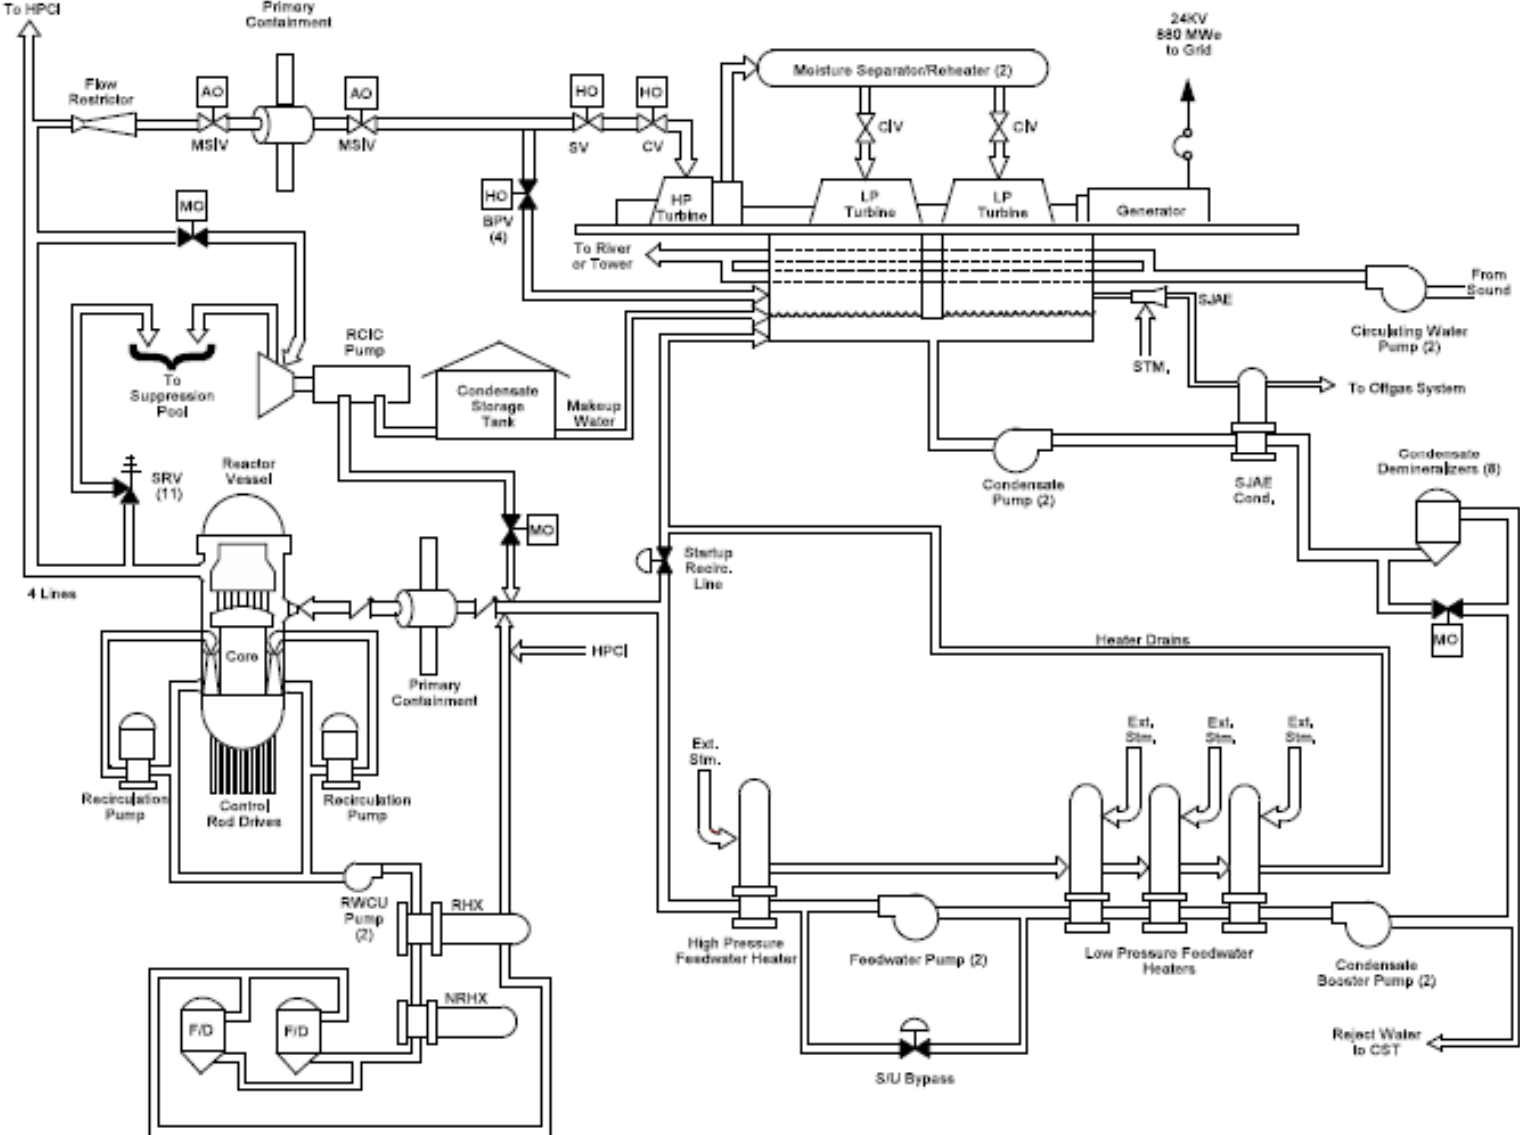 To HPCI
Primary
Containment
24KV
880 MWe
to Grid
Flow
Restrictor
AO
AO
HO
HO
Moisture Separator/Reheater (2)
MSIV
MSIV
SV
CV
CIV
CIV
MO
HO
BPV
(4)
HP
Turbine
LP
Turbine
LP
Turbine
Generator
To River
or Tower
From
Sound
SJAE
Circulating Water
Pump (2)
STM.
RCIC
Pump
To
Suppression
Pool
Condensate
Storage
Tank
Makeup
Water
To Offgas System
SRV
(11)
Reactor
Vessel
Condensate
Pump (2)
SJAE
Cond.
Condensate
Demineralizers (8)
MO
Startup
Recirc.
Line
4 Lines
Core
HPCI
Heater Drains
MO
Primary
Containment
Ext.
Stm.
Ext.
Stm.
Ext.
Stm.
Ext.
Stm.
Recirculation
Pump
Control
Rod Drives
Recirculation
Pump
RWCU
Pump
(2)
RHX
High Pressure
Feedwater Heater
Feedwater Pump (2)
Low Pressure Feedwater
Heaters
Condensate
Booster Pump (2)
NRHX
F/D
F/D
Reject Water
to CST
S/U Bypass